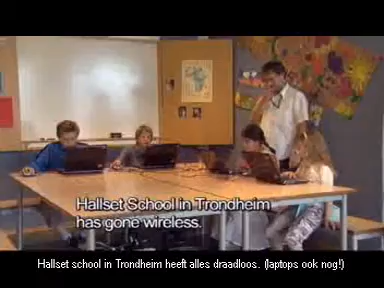 Hallset School in Trondheim
has gone wireless.
Hallset school in Trondheim heeft alles draadloos. (laptops ook nog!)